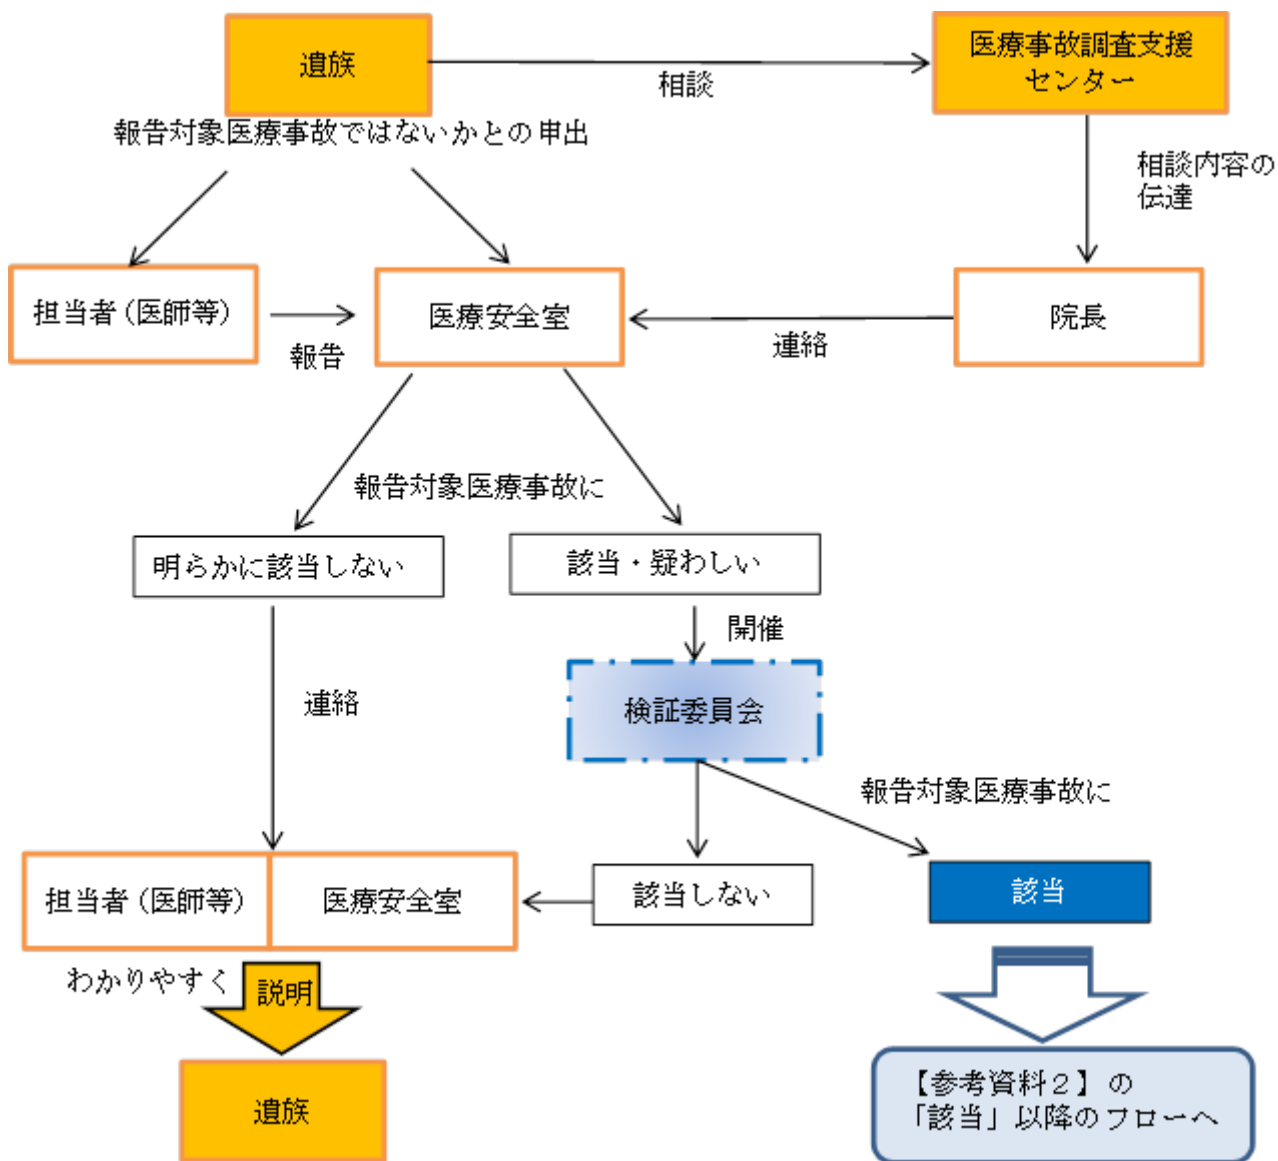 遺族
医療事故調査支援
センター
相談
報告対象医療事故ではないかとの申出
相談内容の
伝達
担当者(医師等)
医療安全室
院長
報告
連絡
報告対象医療事故に
明らかに該当しない
該当・疑わしい
開催
連絡
検証委員会
報告対象医療事故に
担当者(医師等)
医療安全室
該当しない
該当
わかりやすく
説明
遺族
【参考資料2】の
「該当」以降のフローへ